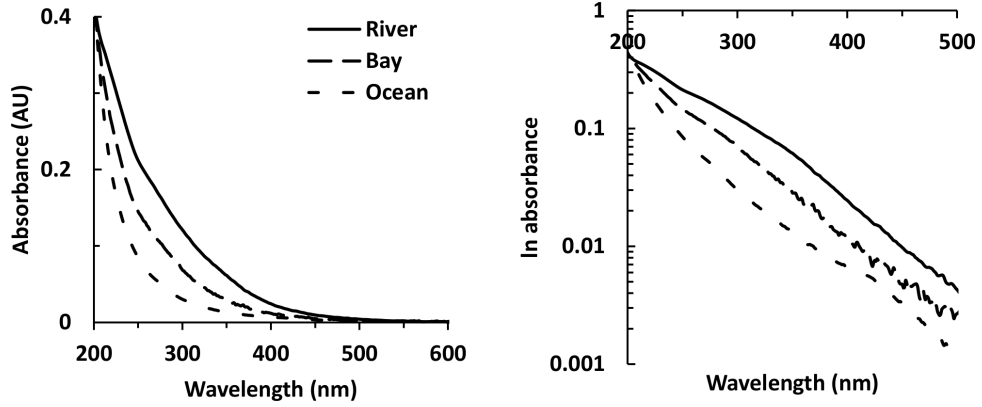 0.4
0.2
0
200 300 400 500 600
Absorbance (AU)
Wavelength (nm)
River
Bay
Ocean
1
0.1
0.01
0.001
200 300 400 500
ln absorbance
Wavelength (nm)